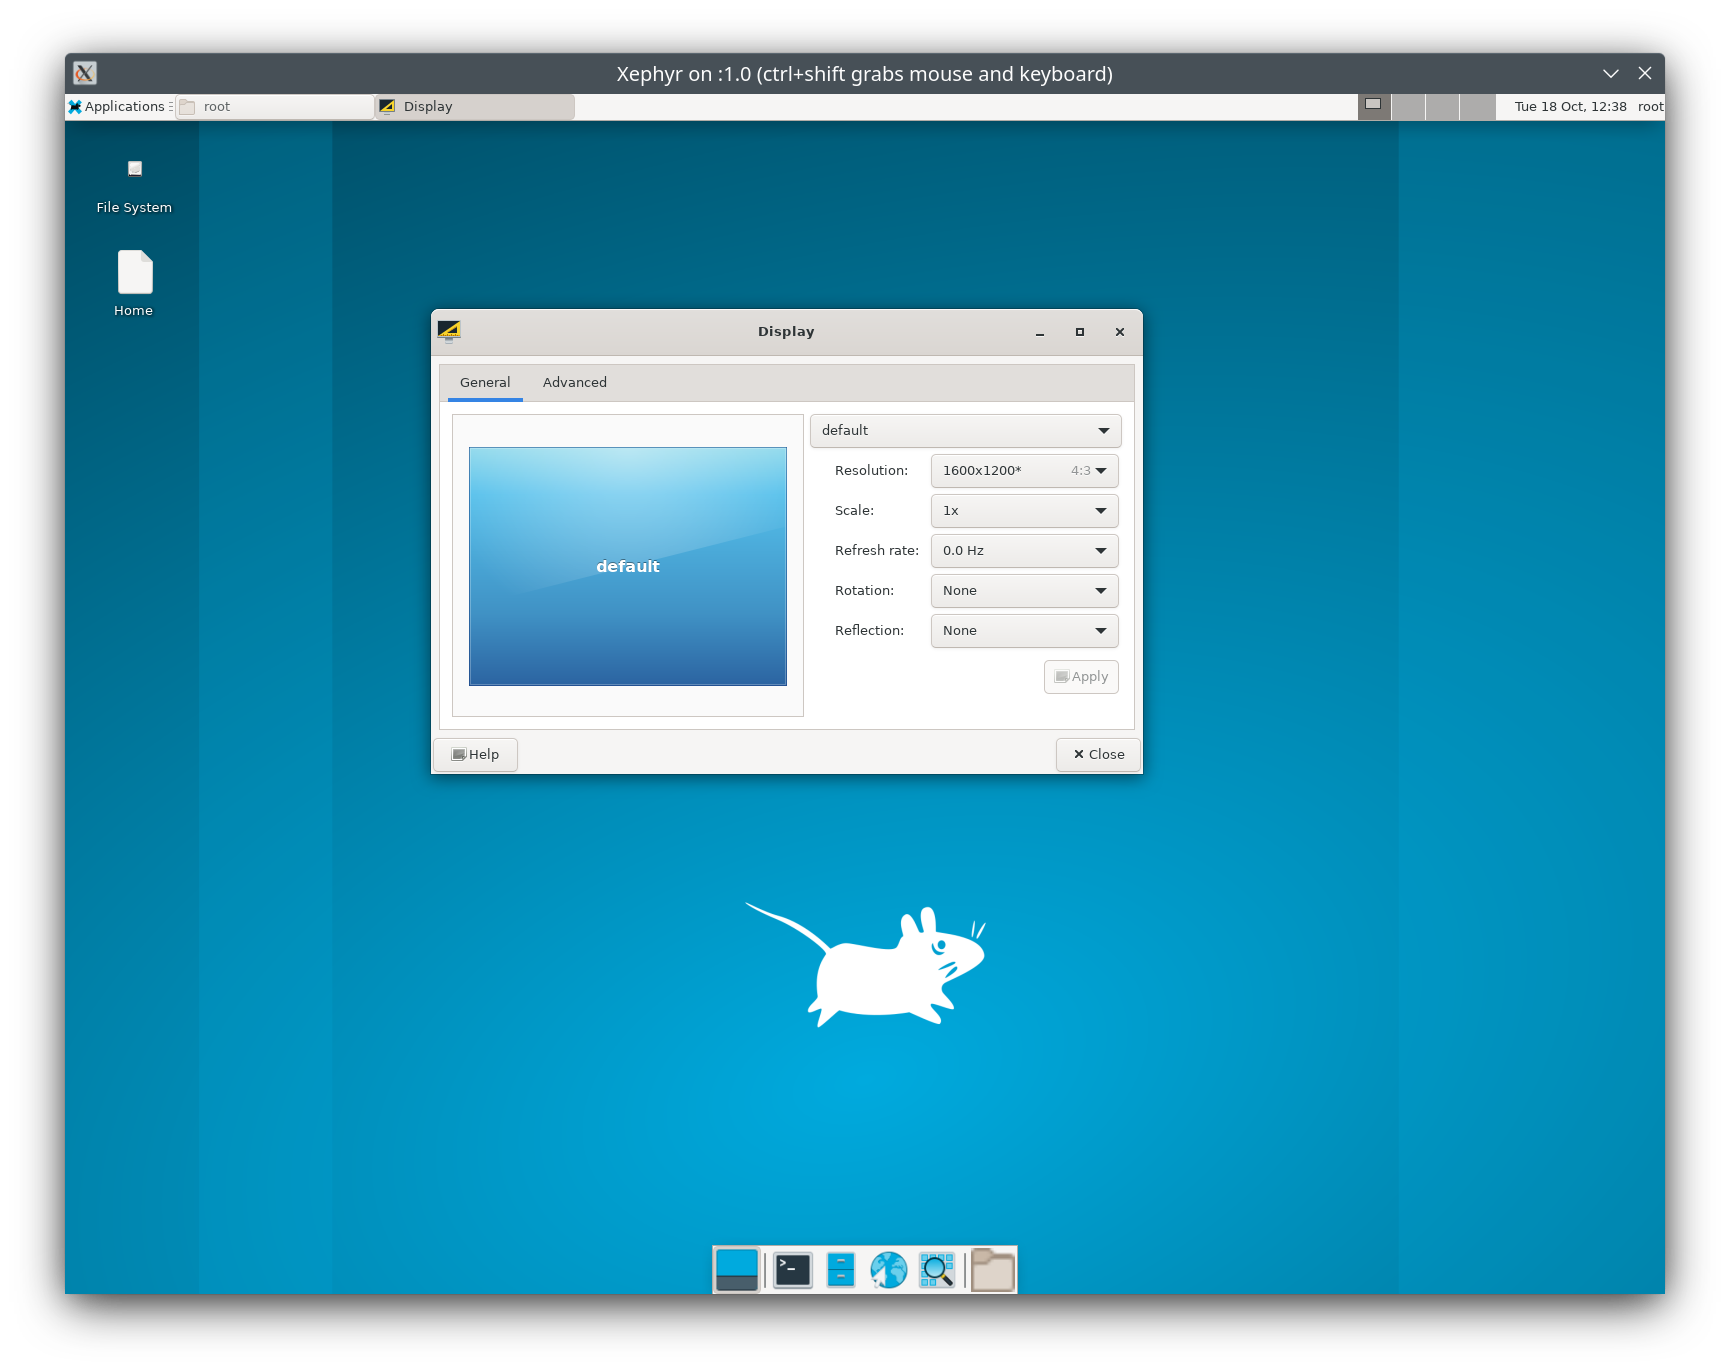 Xephyr on :1.0 (ctrl+shift grabs mouse and keyboard)
Applications root Display Tue 18 Oct, 12:38 root
File System
Home
Display
General Advanced
default
default
Resolution: 1600x1200* 4:3
Scale: 1x
Refresh rate: 0.0 Hz
Rotation: None
Reflection: None
Apply
Help Close